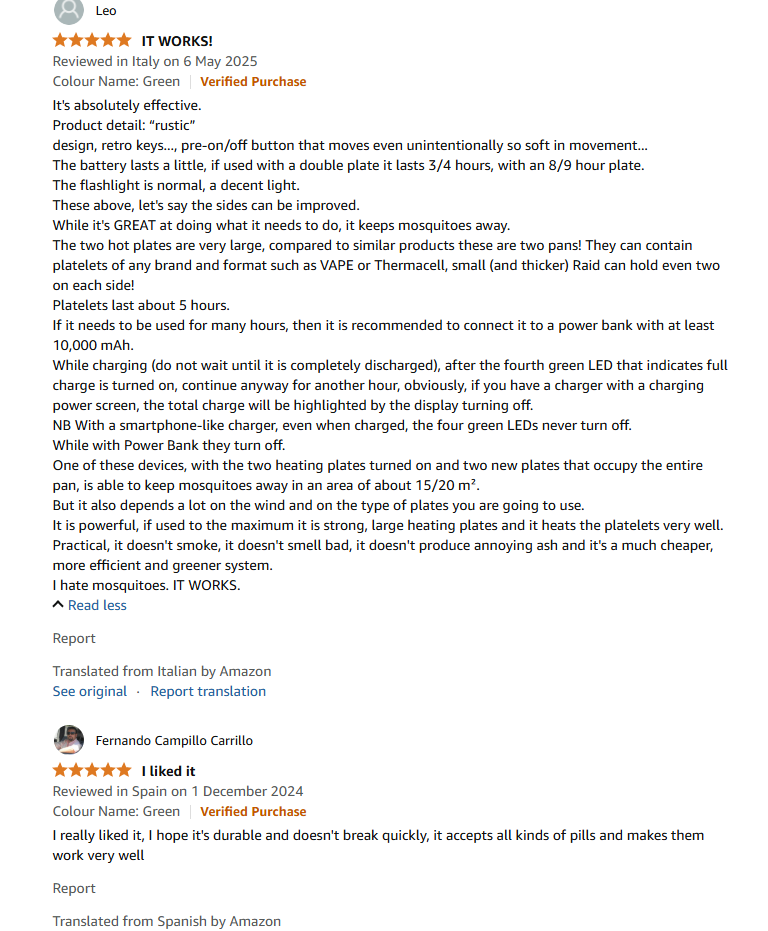 Leo
IT WORKS!
Reviewed in Italy on 6 May 2025
Colour Name: Green | Verified Purchase
It's absolutely effective.
Product detail: “rustic”
design, retro keys..., pre-on/off button that moves even unintentionally so soft in movement...
The battery lasts a little, if used with a double plate it lasts 3/4 hours, with an 8/9 hour plate.
The flashlight is normal, a decent light.
These above, let's say the sides can be improved.
While it's GREAT at doing what it needs to do, it keeps mosquitoes away.
The two hot plates are very large, compared to similar products these are two pans! They can contain
platelets of any brand and format such as VAPE or Thermacell, small (and thicker) Raid can hold even two
on each side!
Platelets last about 5 hours.
If it needs to be used for many hours, then it is recommended to connect it to a power bank with at least
10,000 mAh.
While charging (do not wait until it is completely discharged), after the fourth green LED that indicates full
charge is turned on, continue anyway for another hour, obviously, if you have a charger with a charging
power screen, the total charge will be highlighted by the display turning off.
NB With a smartphone-like charger, even when charged, the four green LEDs never turn off.
While with Power Bank they turn off.
One of these devices, with the two heating plates turned on and two new plates that occupy the entire
pan, is able to keep mosquitoes away in an area of about 15/20 m².
But it also depends a lot on the wind and on the type of plates you are going to use.
It is powerful, if used to the maximum it is strong, large heating plates and it heats the platelets very well.
Practical, it doesn't smoke, it doesn't smell bad, it doesn't produce annoying ash and it's a much cheaper,
more efficient and greener system.
I hate mosquitoes. IT WORKS.
Read less
Report
Translated from Italian by Amazon
See original · Report translation
Fernando Campillo Carrillo
I liked it
Reviewed in Spain on 1 December 2024
Colour Name: Green | Verified Purchase
I really liked it, I hope it's durable and doesn't break quickly, it accepts all kinds of pills and makes them
work very well
Report
Translated from Spanish by Amazon